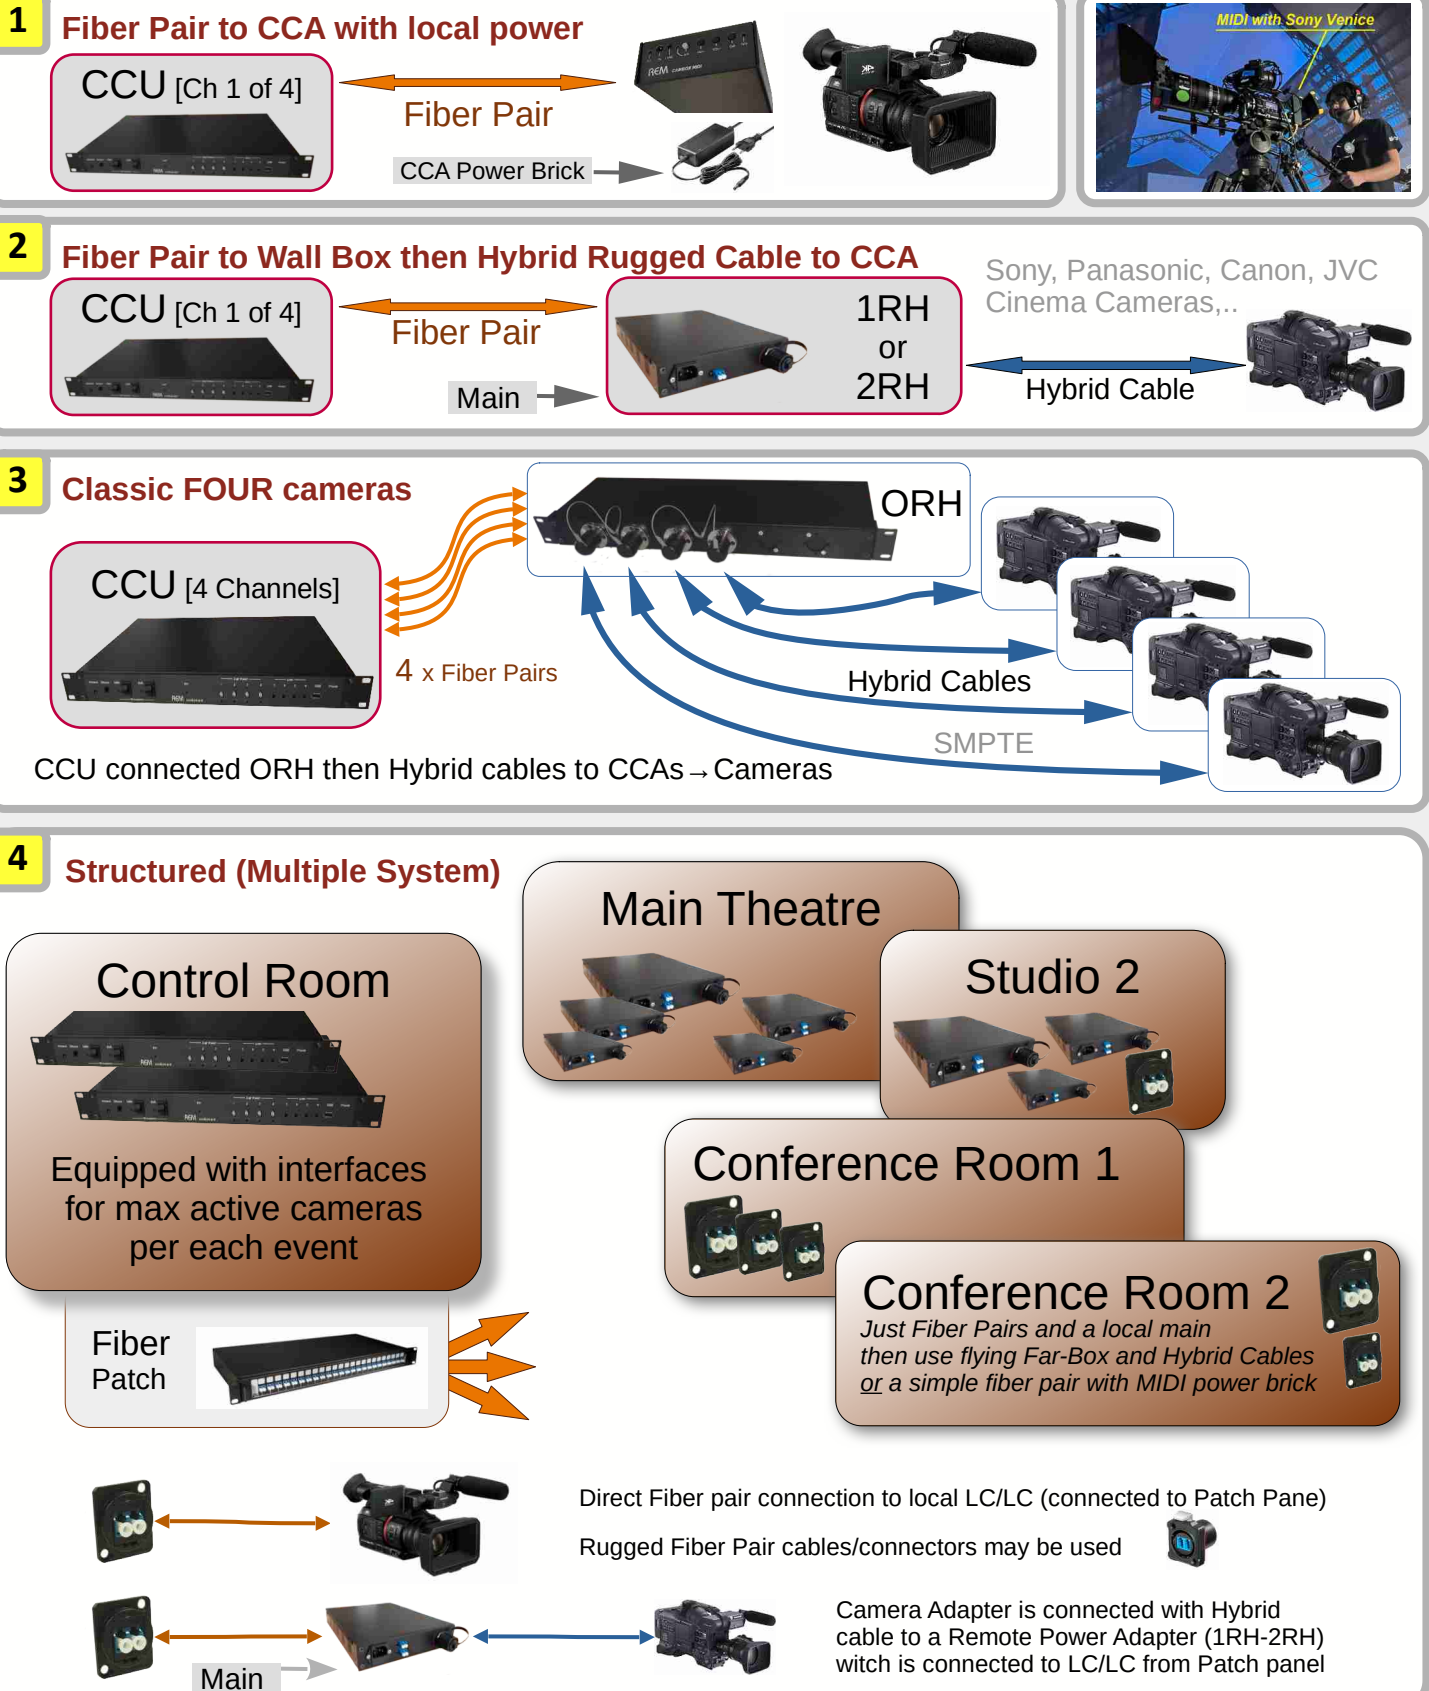 1
Fiber Pair to CCA with local power
CCU [Ch 1 of 4]
Fiber Pair
CCA Power Brick
REM
MIDI with Sony Venice
2
Fiber Pair to Wall Box then Hybrid Rugged Cable to CCA
CCU [Ch 1 of 4]
Fiber Pair
Main
1RH
or
2RH
Sony, Panasonic, Canon, JVC
Cinema Cameras,..
Hybrid Cable
3
Classic FOUR cameras
CCU [4 Channels]
REM
4 x Fiber Pairs
ORH
Hybrid Cables
SMPTE
CCU connected ORH then Hybrid cables to CCAs→Cameras
4
Structured (Multiple System)
Control Room
REM
REM
Equipped with interfaces
for max active cameras
per each event
Fiber
Patch
Main Theatre
Studio 2
Conference Room 1
Conference Room 2
Just Fiber Pairs and a local main
then use flying Far-Box and Hybrid Cables
or a simple fiber pair with MIDI power brick
Direct Fiber pair connection to local LC/LC (connected to Patch Pane)
Rugged Fiber Pair cables/connectors may be used
Main
Camera Adapter is connected with Hybrid
cable to a Remote Power Adapter (1RH-2RH)
witch is connected to LC/LC from Patch panel